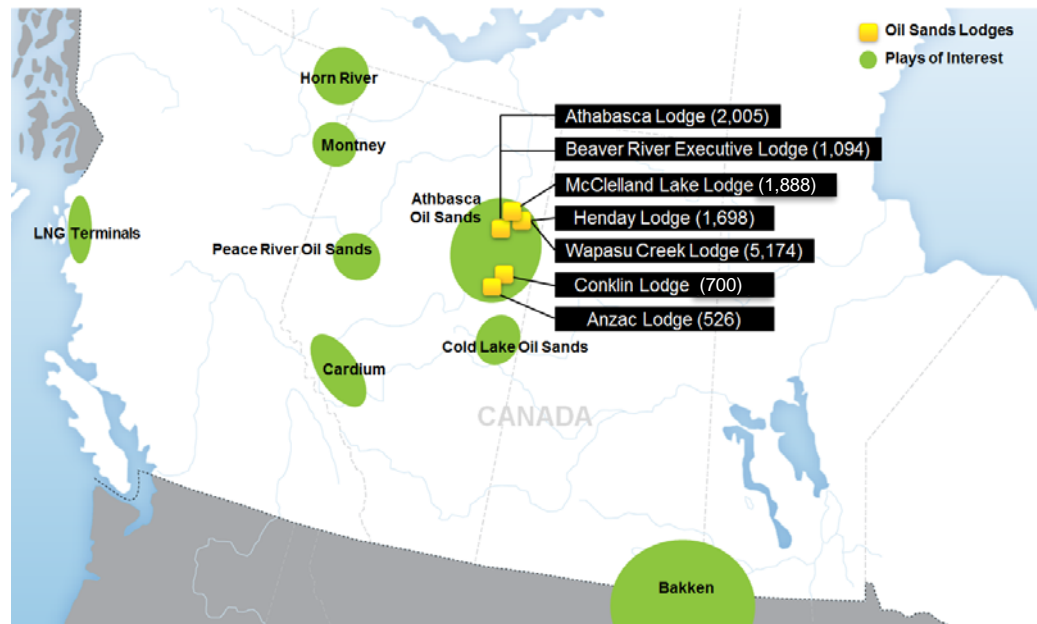 Oil Sands Lodges
Plays of Interest
Horn River
Athabasca Lodge (2,005)
Montney
Beaver River Executive Lodge (1,094)
McClelland Lake Lodge (1,888)
Athbasca
Oil Sands
Henday Lodge (1,698)
LNG Terminals
Peace River Oil Sands
Wapasu Creek Lodge (5,174)
Conklin Lodge (700)
Anzac Lodge (526)
Cold Lake Oil Sands
Cardium
CANADA
Bakken